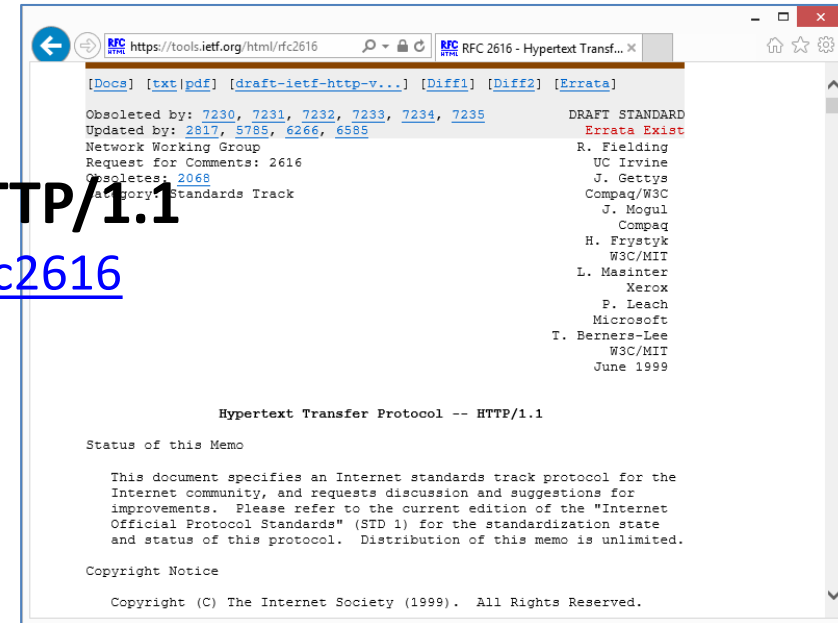 https://tools.ietf.org/html/rfc2616
RFC 2616 - Hypertext Transf...
[Docs] [txt|pdf] [draft-ietf-http-v...] [Diff1] [Diff2] [Errata]
Obsoleted by: 7230, 7231, 7232, 7233, 7234, 7235 DRAFT STANDARD
Updated by: 2817, 5785, 6266, 6585 Errata Exist
Network Working Group R. Fielding
Request for Comments: 2616 UC Irvine
Obsoletes: 2068 J. Gettys
Category: Standards Track Compaq/W3C
J. Mogul
Compaq
H. Frystyk
W3C/MIT
L. Masinter
Xerox
P. Leach
Microsoft
T. Berners-Lee
W3C/MIT
June 1999
TP/1.1
c2616
Hypertext Transfer Protocol -- HTTP/1.1
Status of this Memo
This document specifies an Internet standards track protocol for the
Internet community, and requests discussion and suggestions for
improvements. Please refer to the current edition of the "Internet
Official Protocol Standards" (STD 1) for the standardization state
and status of this protocol. Distribution of this memo is unlimited.
Copyright Notice
Copyright (C) The Internet Society (1999). All Rights Reserved.